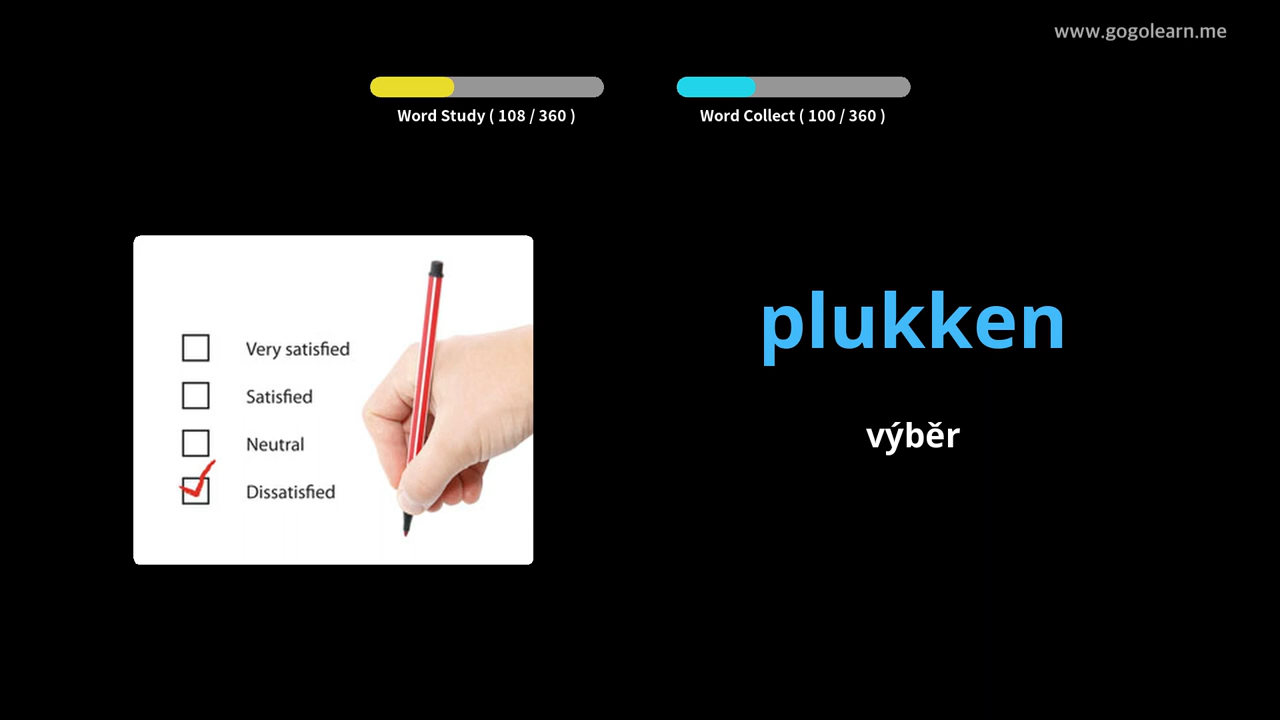 www.gogolearn.me
Word Study ( 108 / 360 )
Word Collect ( 100 / 360 )
Very satisfied
Satisfied
Neutral
Dissatisfied
plukken
výběr